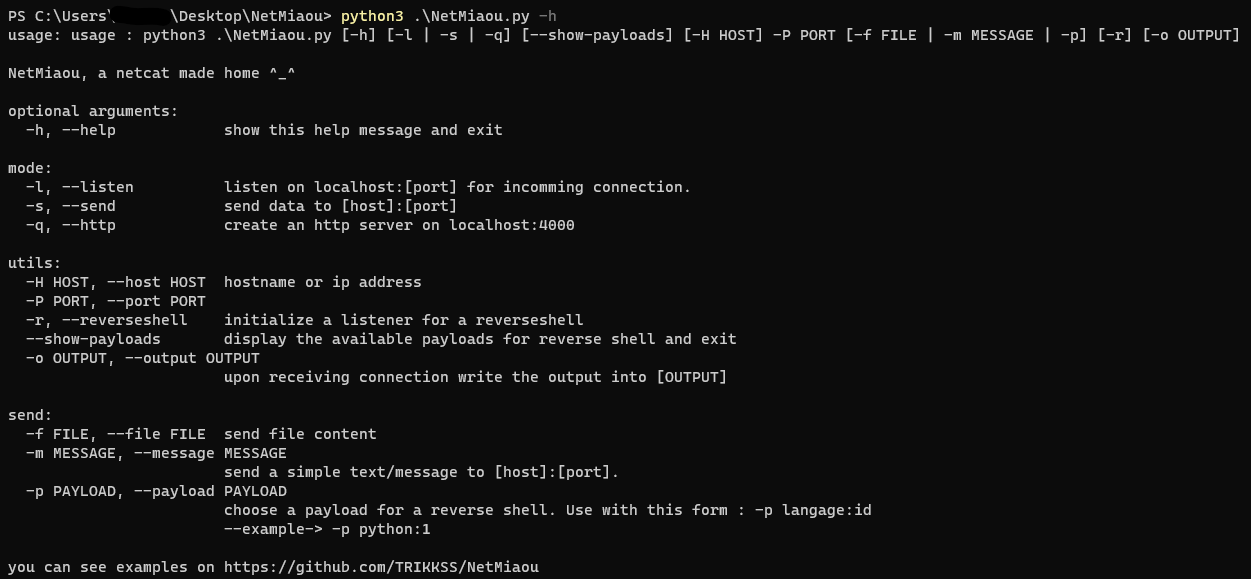 PS C:\Users\ \Desktop\NetMiaou> python3 .\NetMiaou.py -h
usage: usage : python3 .\NetMiaou.py [-h] [-l | -s | -q] [--show-payloads] [-H HOST] -P PORT [-f FILE | -m MESSAGE | -p] [-r] [-o OUTPUT]
NetMiaou, a netcat made home ^_^
optional arguments:
-h, --help show this help message and exit
mode:
-l, --listen listen on localhost:[port] for incomming connection.
-s, --send send data to [host]:[port]
-q, --http create an http server on localhost:4000
utils:
-H HOST, --host HOST hostname or ip address
-P PORT, --port PORT
-r, --reverseshell initialize a listener for a reverseshell
--show-payloads display the available payloads for reverse shell and exit
-o OUTPUT, --output OUTPUT
upon receiving connection write the output into [OUTPUT]
send:
-f FILE, --file FILE send file content
-m MESSAGE, --message MESSAGE
send a simple text/message to [host]:[port].
-p PAYLOAD, --payload PAYLOAD
choose a payload for a reverse shell. Use with this form : -p langage:id
--example-> -p python:1
you can see examples on https://github.com/TRIKKSS/NetMiaou